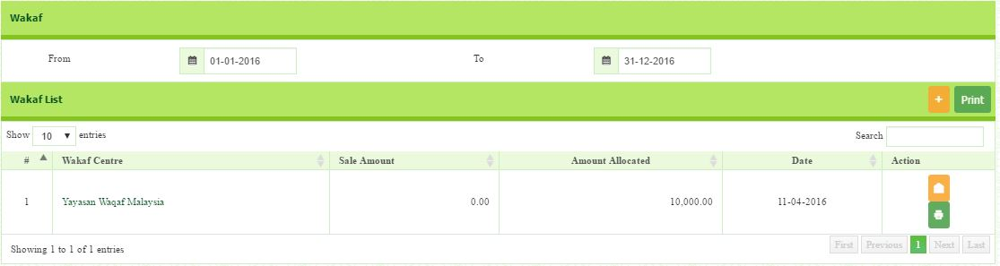 Wakaf
From 01-01-2016 To 31-12-2016
Wakaf List + Print
Show 10 entries Search
# Wakaf Centre Sale Amount Amount Allocated Date Action
1 Yayasan Waqaf Malaysia 0.00 10,000.00 11-04-2016
Showing 1 to 1 of 1 entries First Previous 1 Next Last